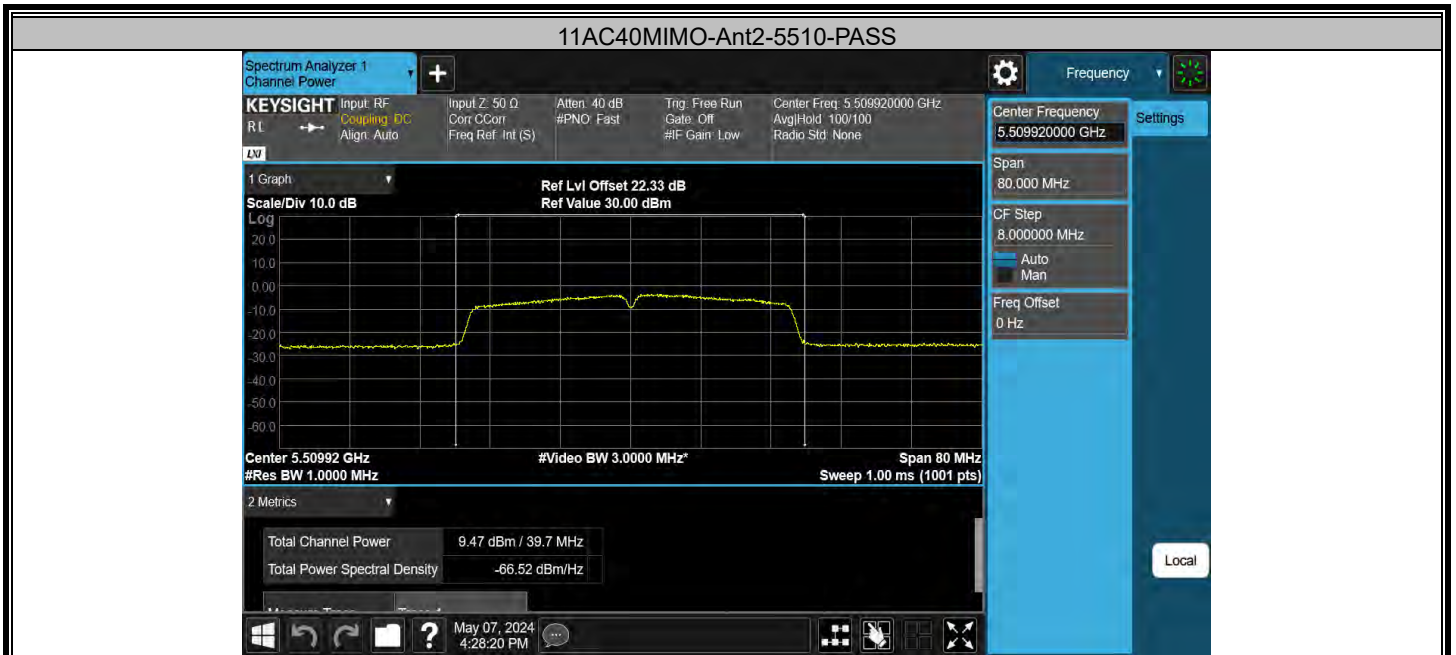 11AC40MIMO-Ant2-5510-PASS
Spectrum Analyzer 1
Channel Power
+
Frequency
KEYSIGHT
RL
LXI
Input: RF
Coupling: DC
Align: Auto
Input Z: 50 Ω
Corr CCorr
Freq Ref: Int (S)
Atten: 40 dB
#PNO: Fast
Trig: Free Run
Gate: Off
#IF Gain: Low
Center Freq: 5.509920000 GHz
Avg|Hold: 100/100
Radio Std: None
Center Frequency
5.509920000 GHz
Settings
Span
80.000 MHz
CF Step
8.000000 MHz
Auto
Man
Freq Offset
0 Hz
Local
1 Graph
Scale/Div 10.0 dB
Ref Lvl Offset 22.33 dB
Ref Value 30.00 dBm
Log
20.0
10.0
0.00
-10.0
-20.0
-30.0
-40.0
-50.0
-60.0
Center 5.50992 GHz
#Video BW 3.0000 MHz*
Span 80 MHz
#Res BW 1.0000 MHz
Sweep 1.00 ms (1001 pts)
2 Metrics
Total Channel Power 9.47 dBm / 39.7 MHz
Total Power Spectral Density -66.52 dBm/Hz
?
May 07, 2024
4:28:20 PM